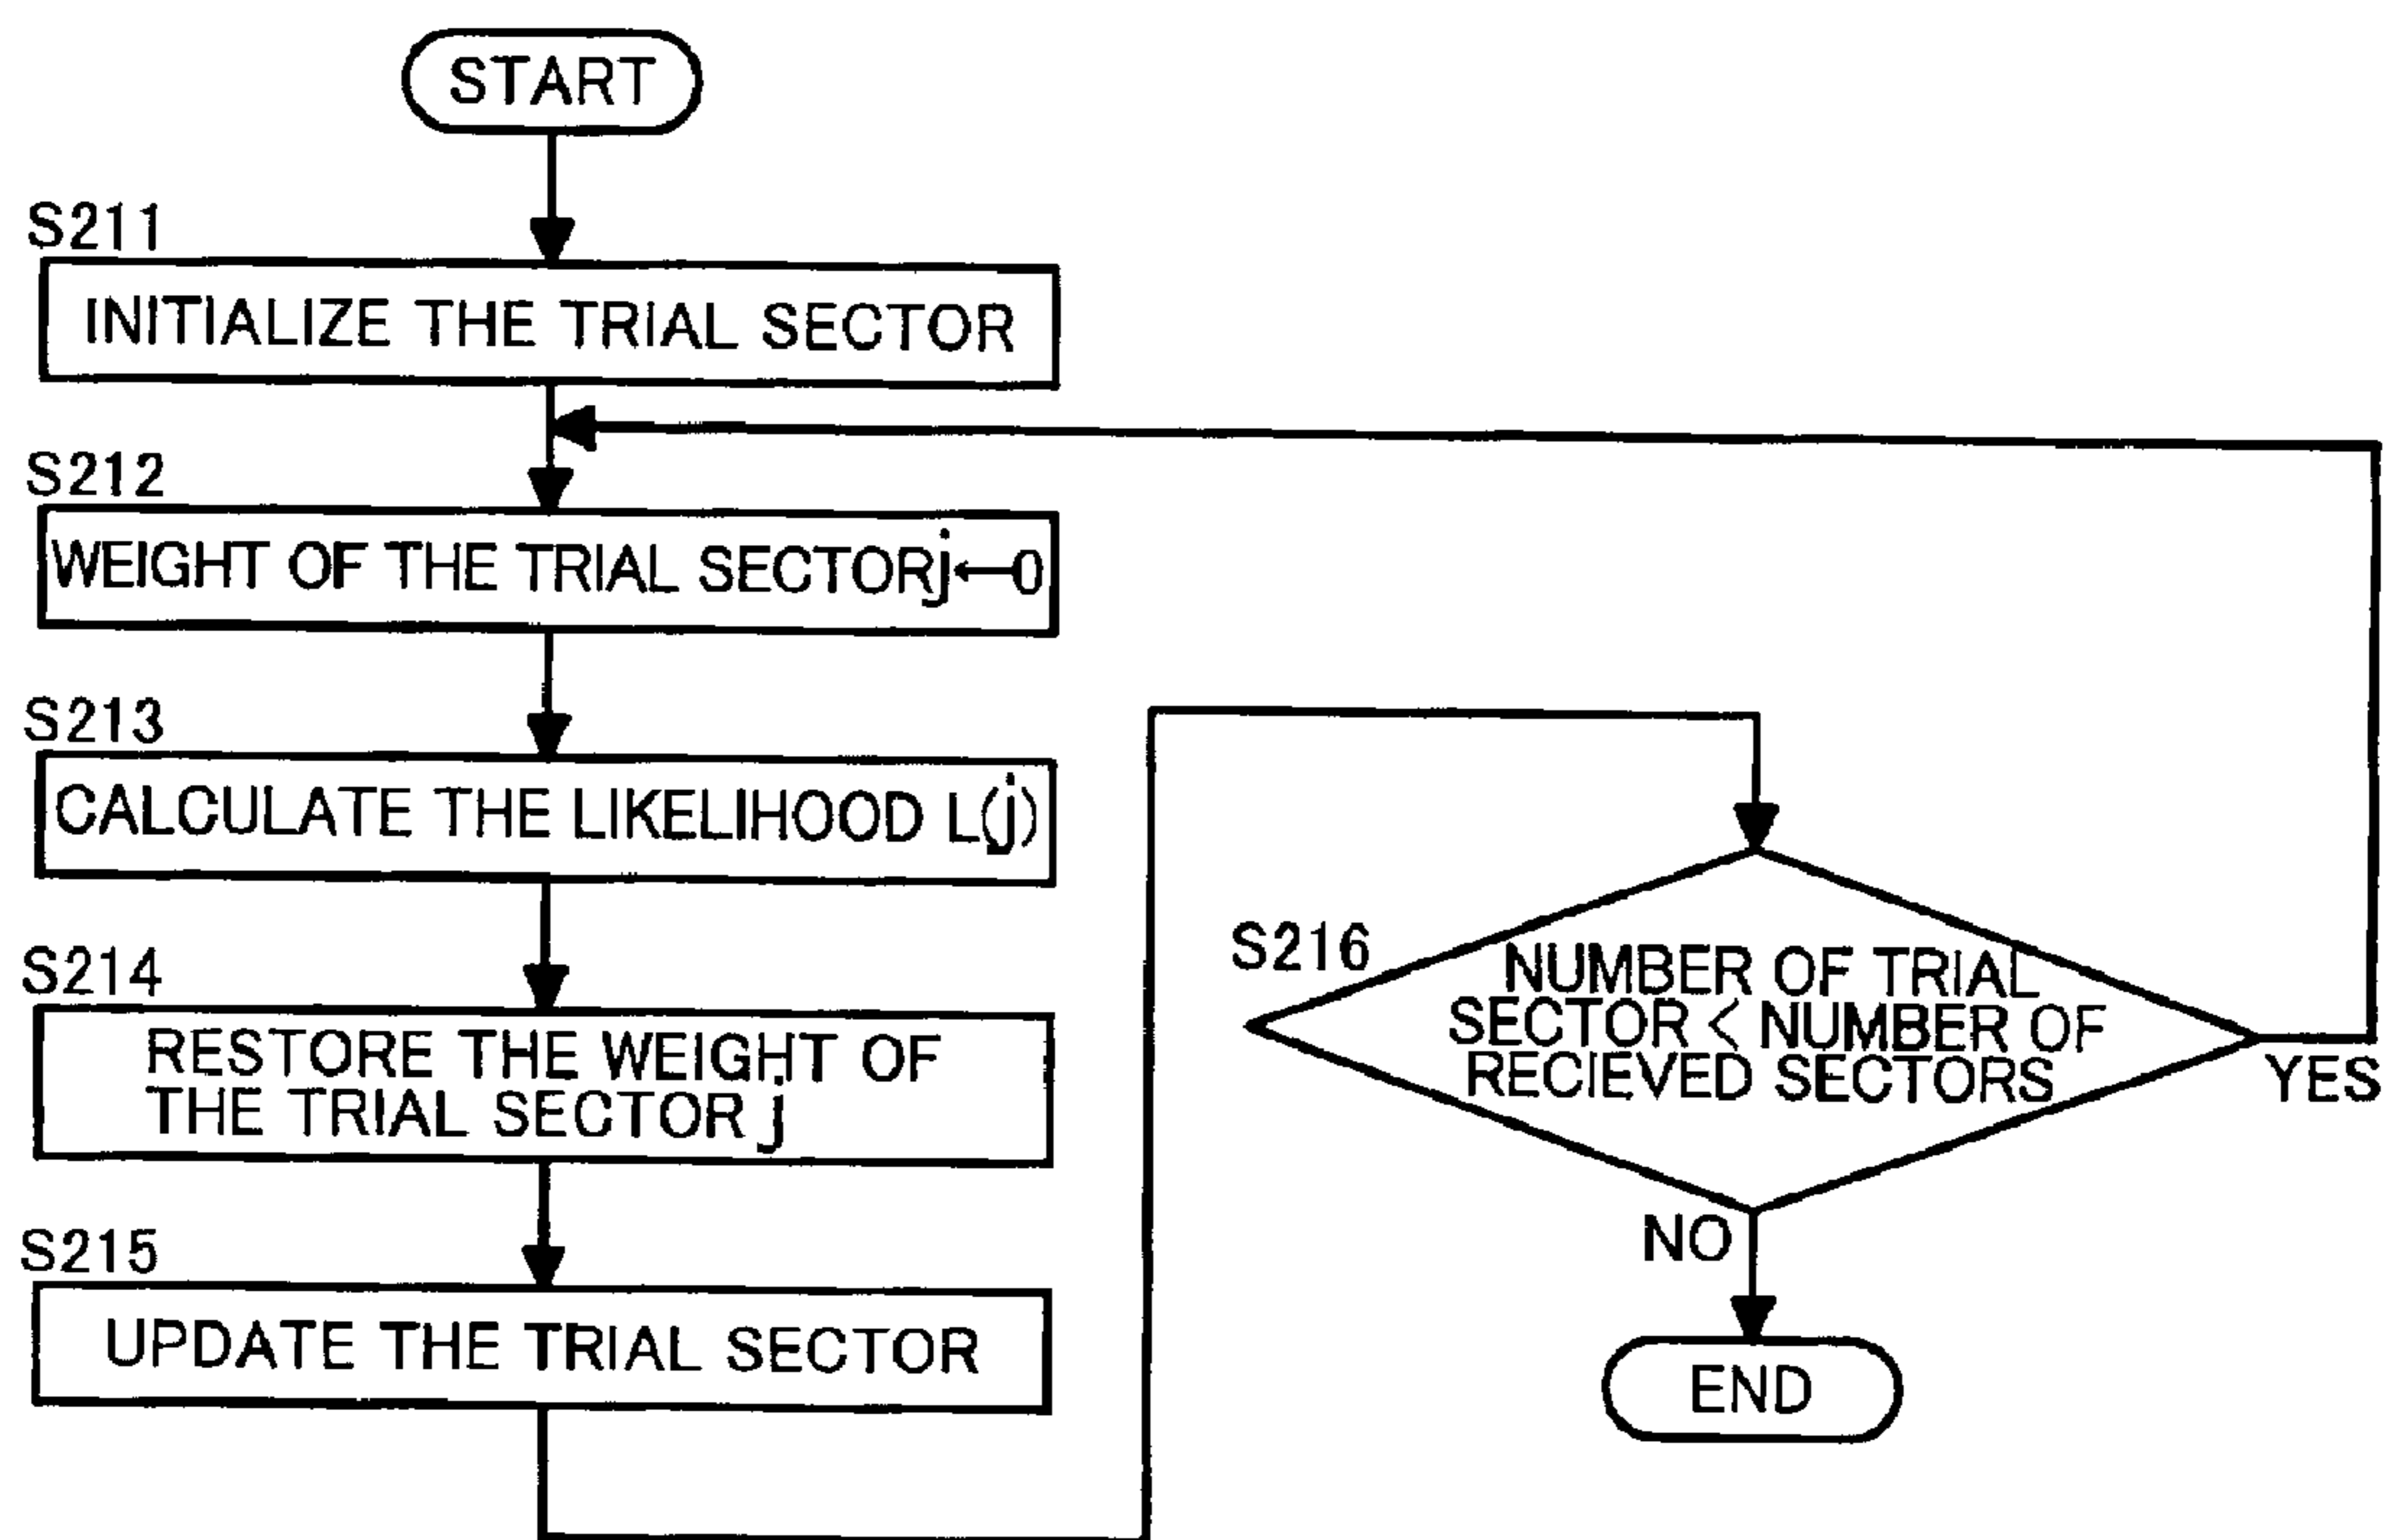 START
S211
INITIALIZE THE TRIAL SECTOR
S212
WEIGHT OF THE TRIAL SECTOR j←0
S213
CALCULATE THE LIKELIHOOD L(j)
S214
RESTORE THE WEIGHT OF
THE TRIAL SECTOR j
S215
UPDATE THE TRIAL SECTOR
S216
NUMBER OF TRIAL
SECTOR < NUMBER OF
RECIEVED SECTORS
YES
NO
END